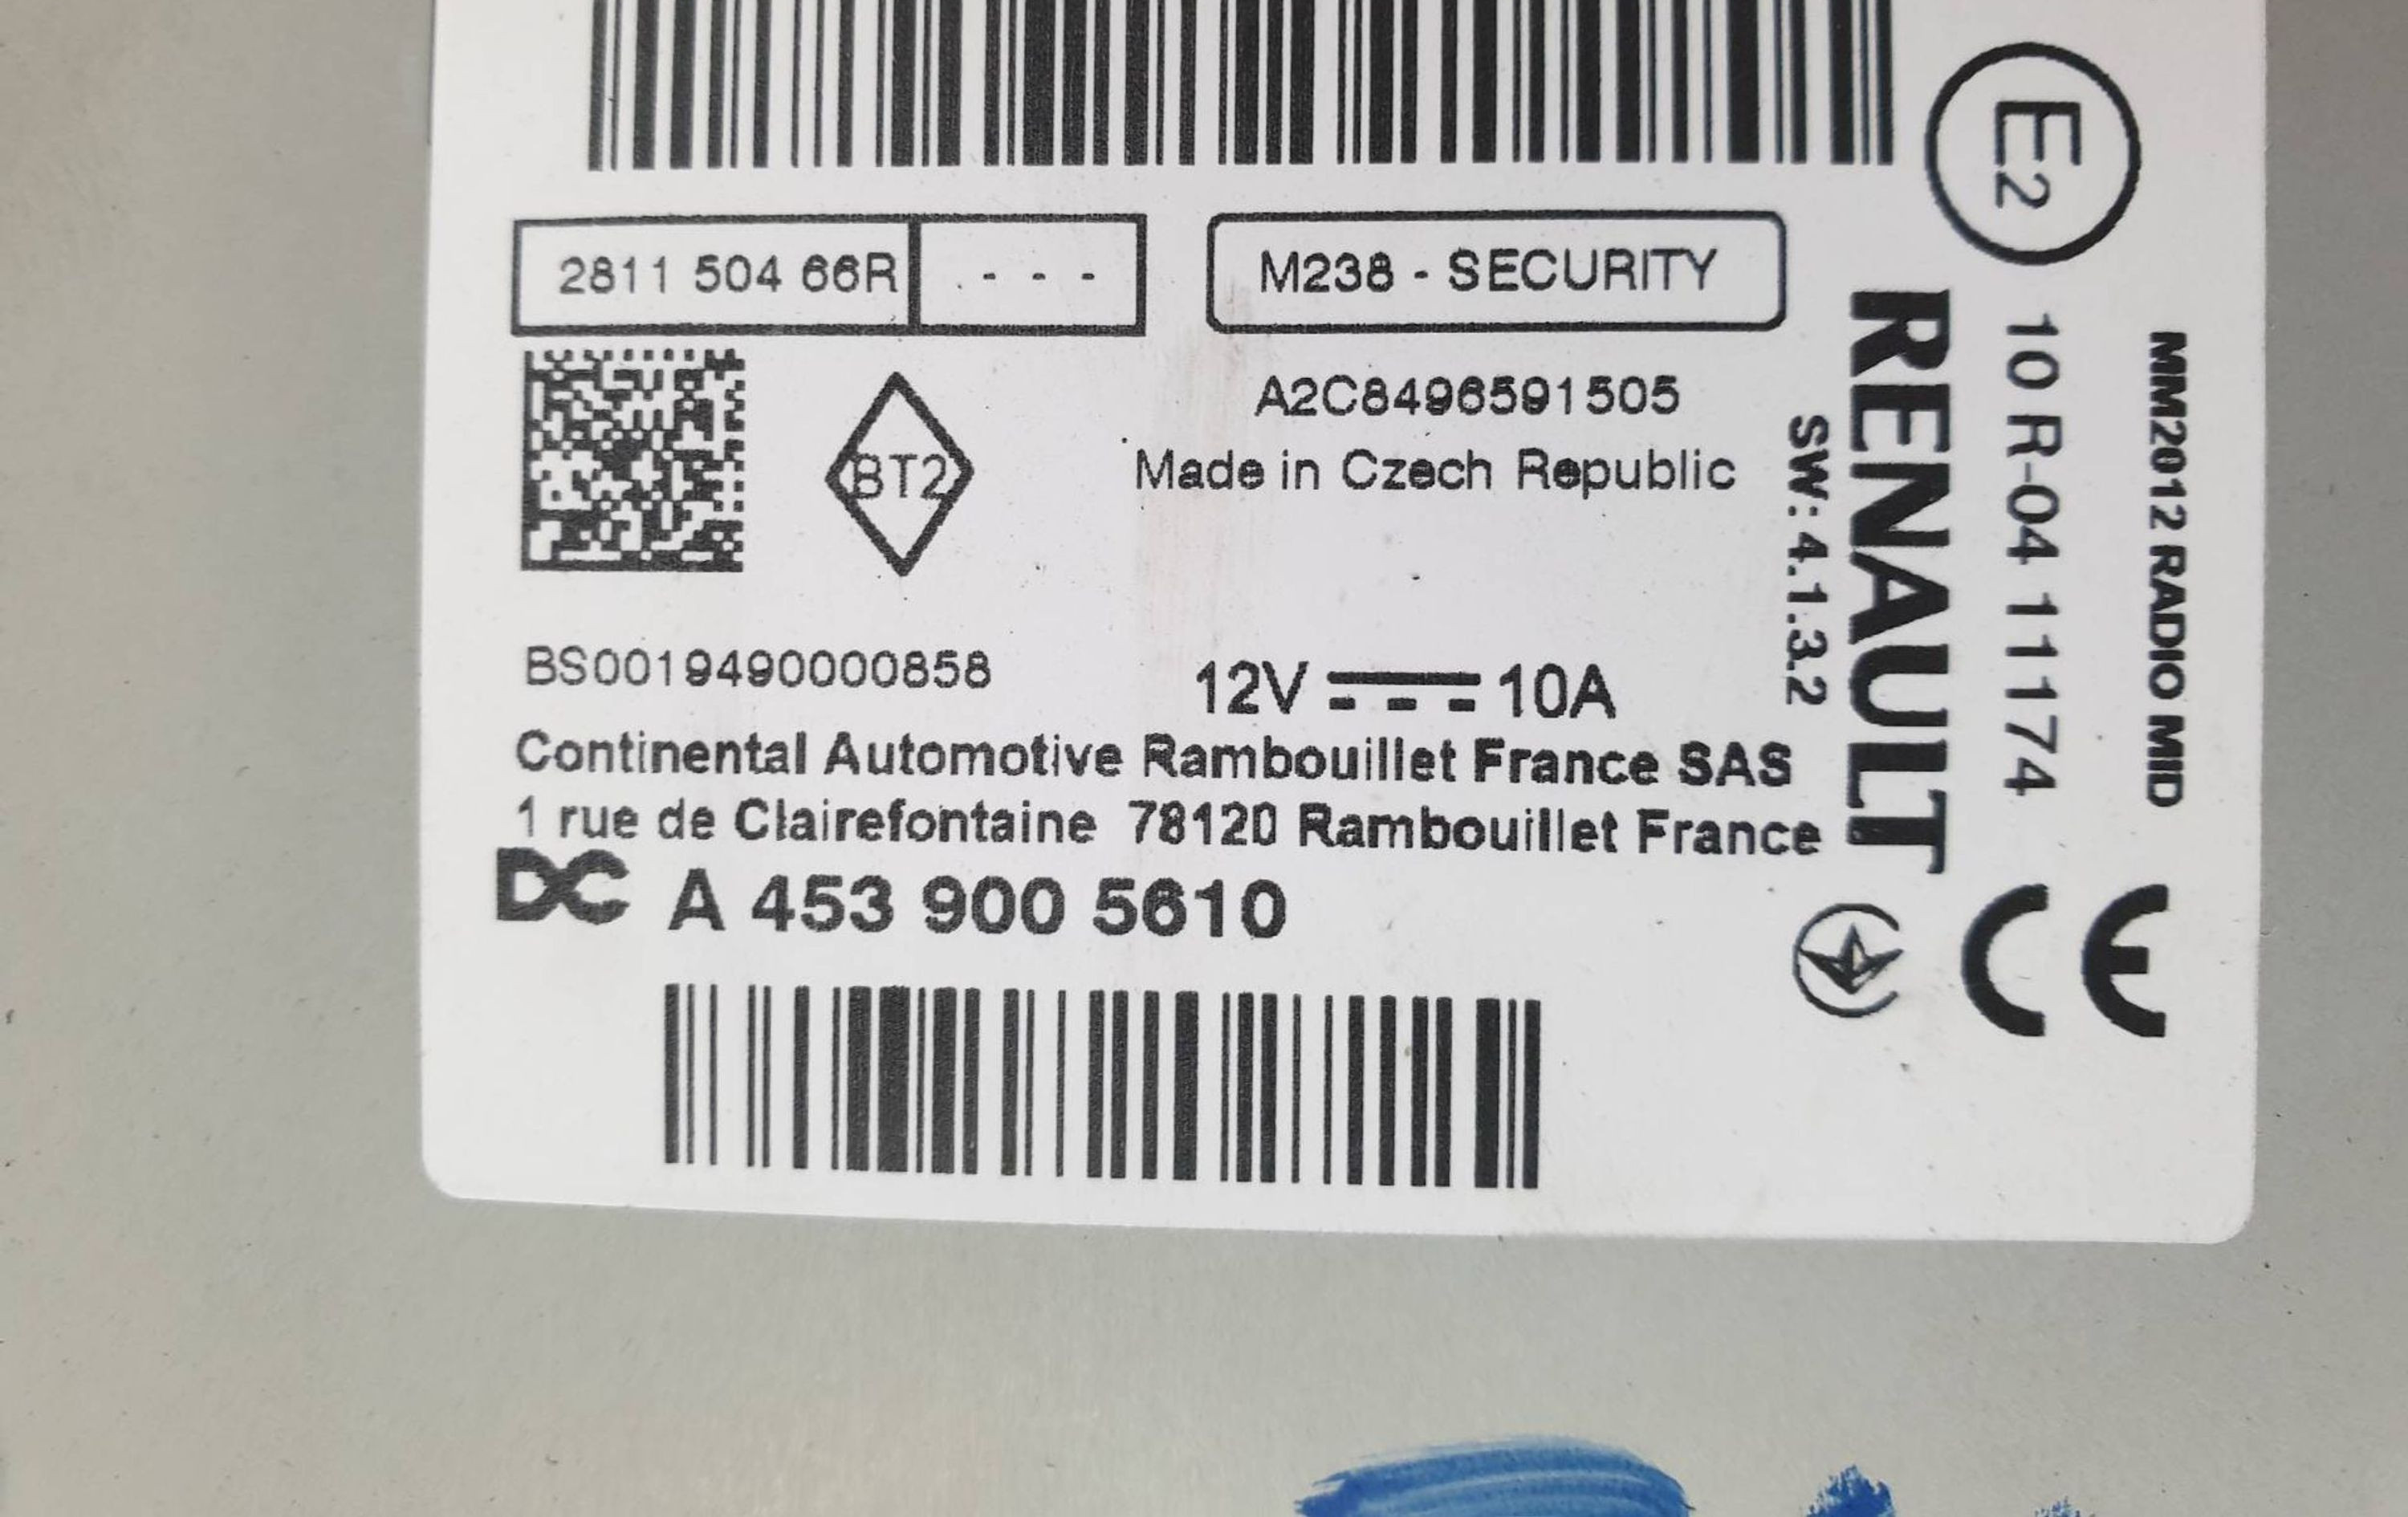 2811 504 66R - - -
M238 - SECURITY
BT2
A2C8496591505
Made in Czech Republic
BS0019490000858
12V 10A
Continental Automotive Rambouillet France SAS
1 rue de Clairefontaine 78120 Rambouillet France
DC A 453 900 5610
SW: 4.1.3.2
RENAULT
E2 10 R-04 11174
MM2012 RADIO MID
CE